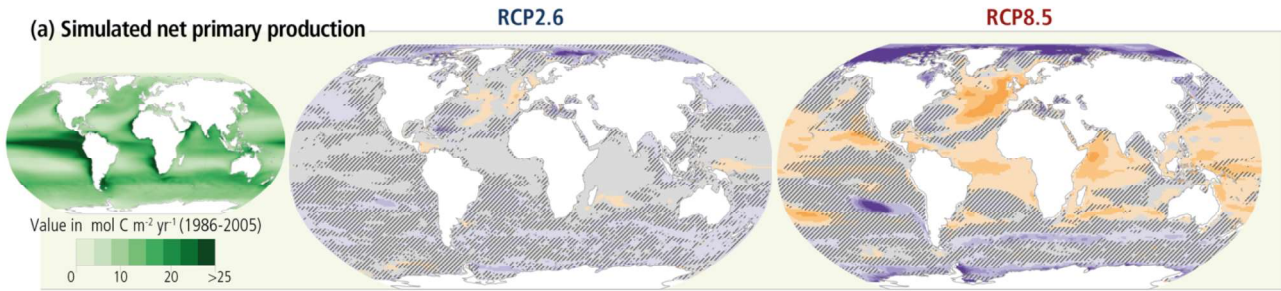 RCP2.6
RCP8.5
(a) Simulated net primary production
Value in mol C m⁻² yr⁻¹ (1986-2005)
0 10 20 >25